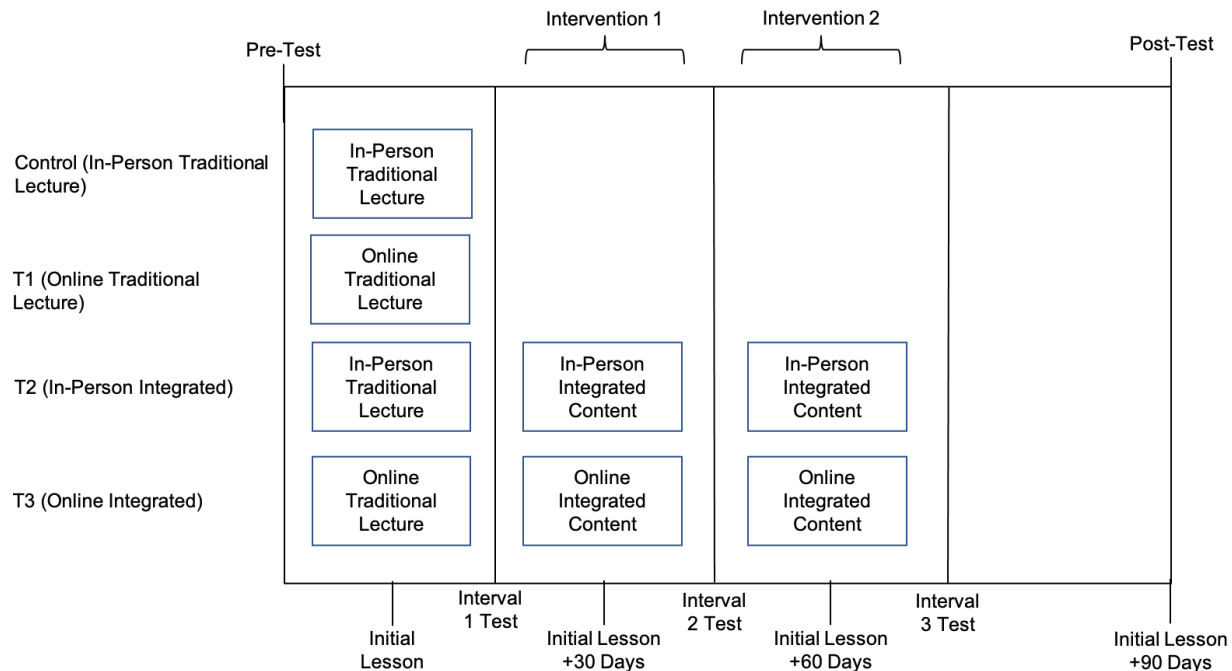 Intervention 1
Intervention 2
Pre-Test
Post-Test
Control (In-Person Traditional
Lecture)
In-Person
Traditional
Lecture
T1 (Online Traditional
Lecture)
Online
Traditional
Lecture
T2 (In-Person Integrated)
In-Person
Traditional
Lecture
In-Person
Integrated
Content
In-Person
Integrated
Content
T3 (Online Integrated)
Online
Traditional
Lecture
Online
Integrated
Content
Online
Integrated
Content
Initial
Lesson
Interval
1 Test
Initial Lesson
+30 Days
Interval
2 Test
Initial Lesson
+60 Days
Interval
3 Test
Initial Lesson
+90 Days